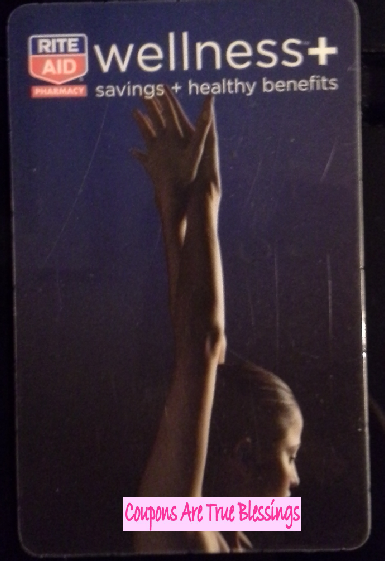 RITE
AID
PHARMACY
wellness+
savings + healthy benefits
Coupons Are True Blessings